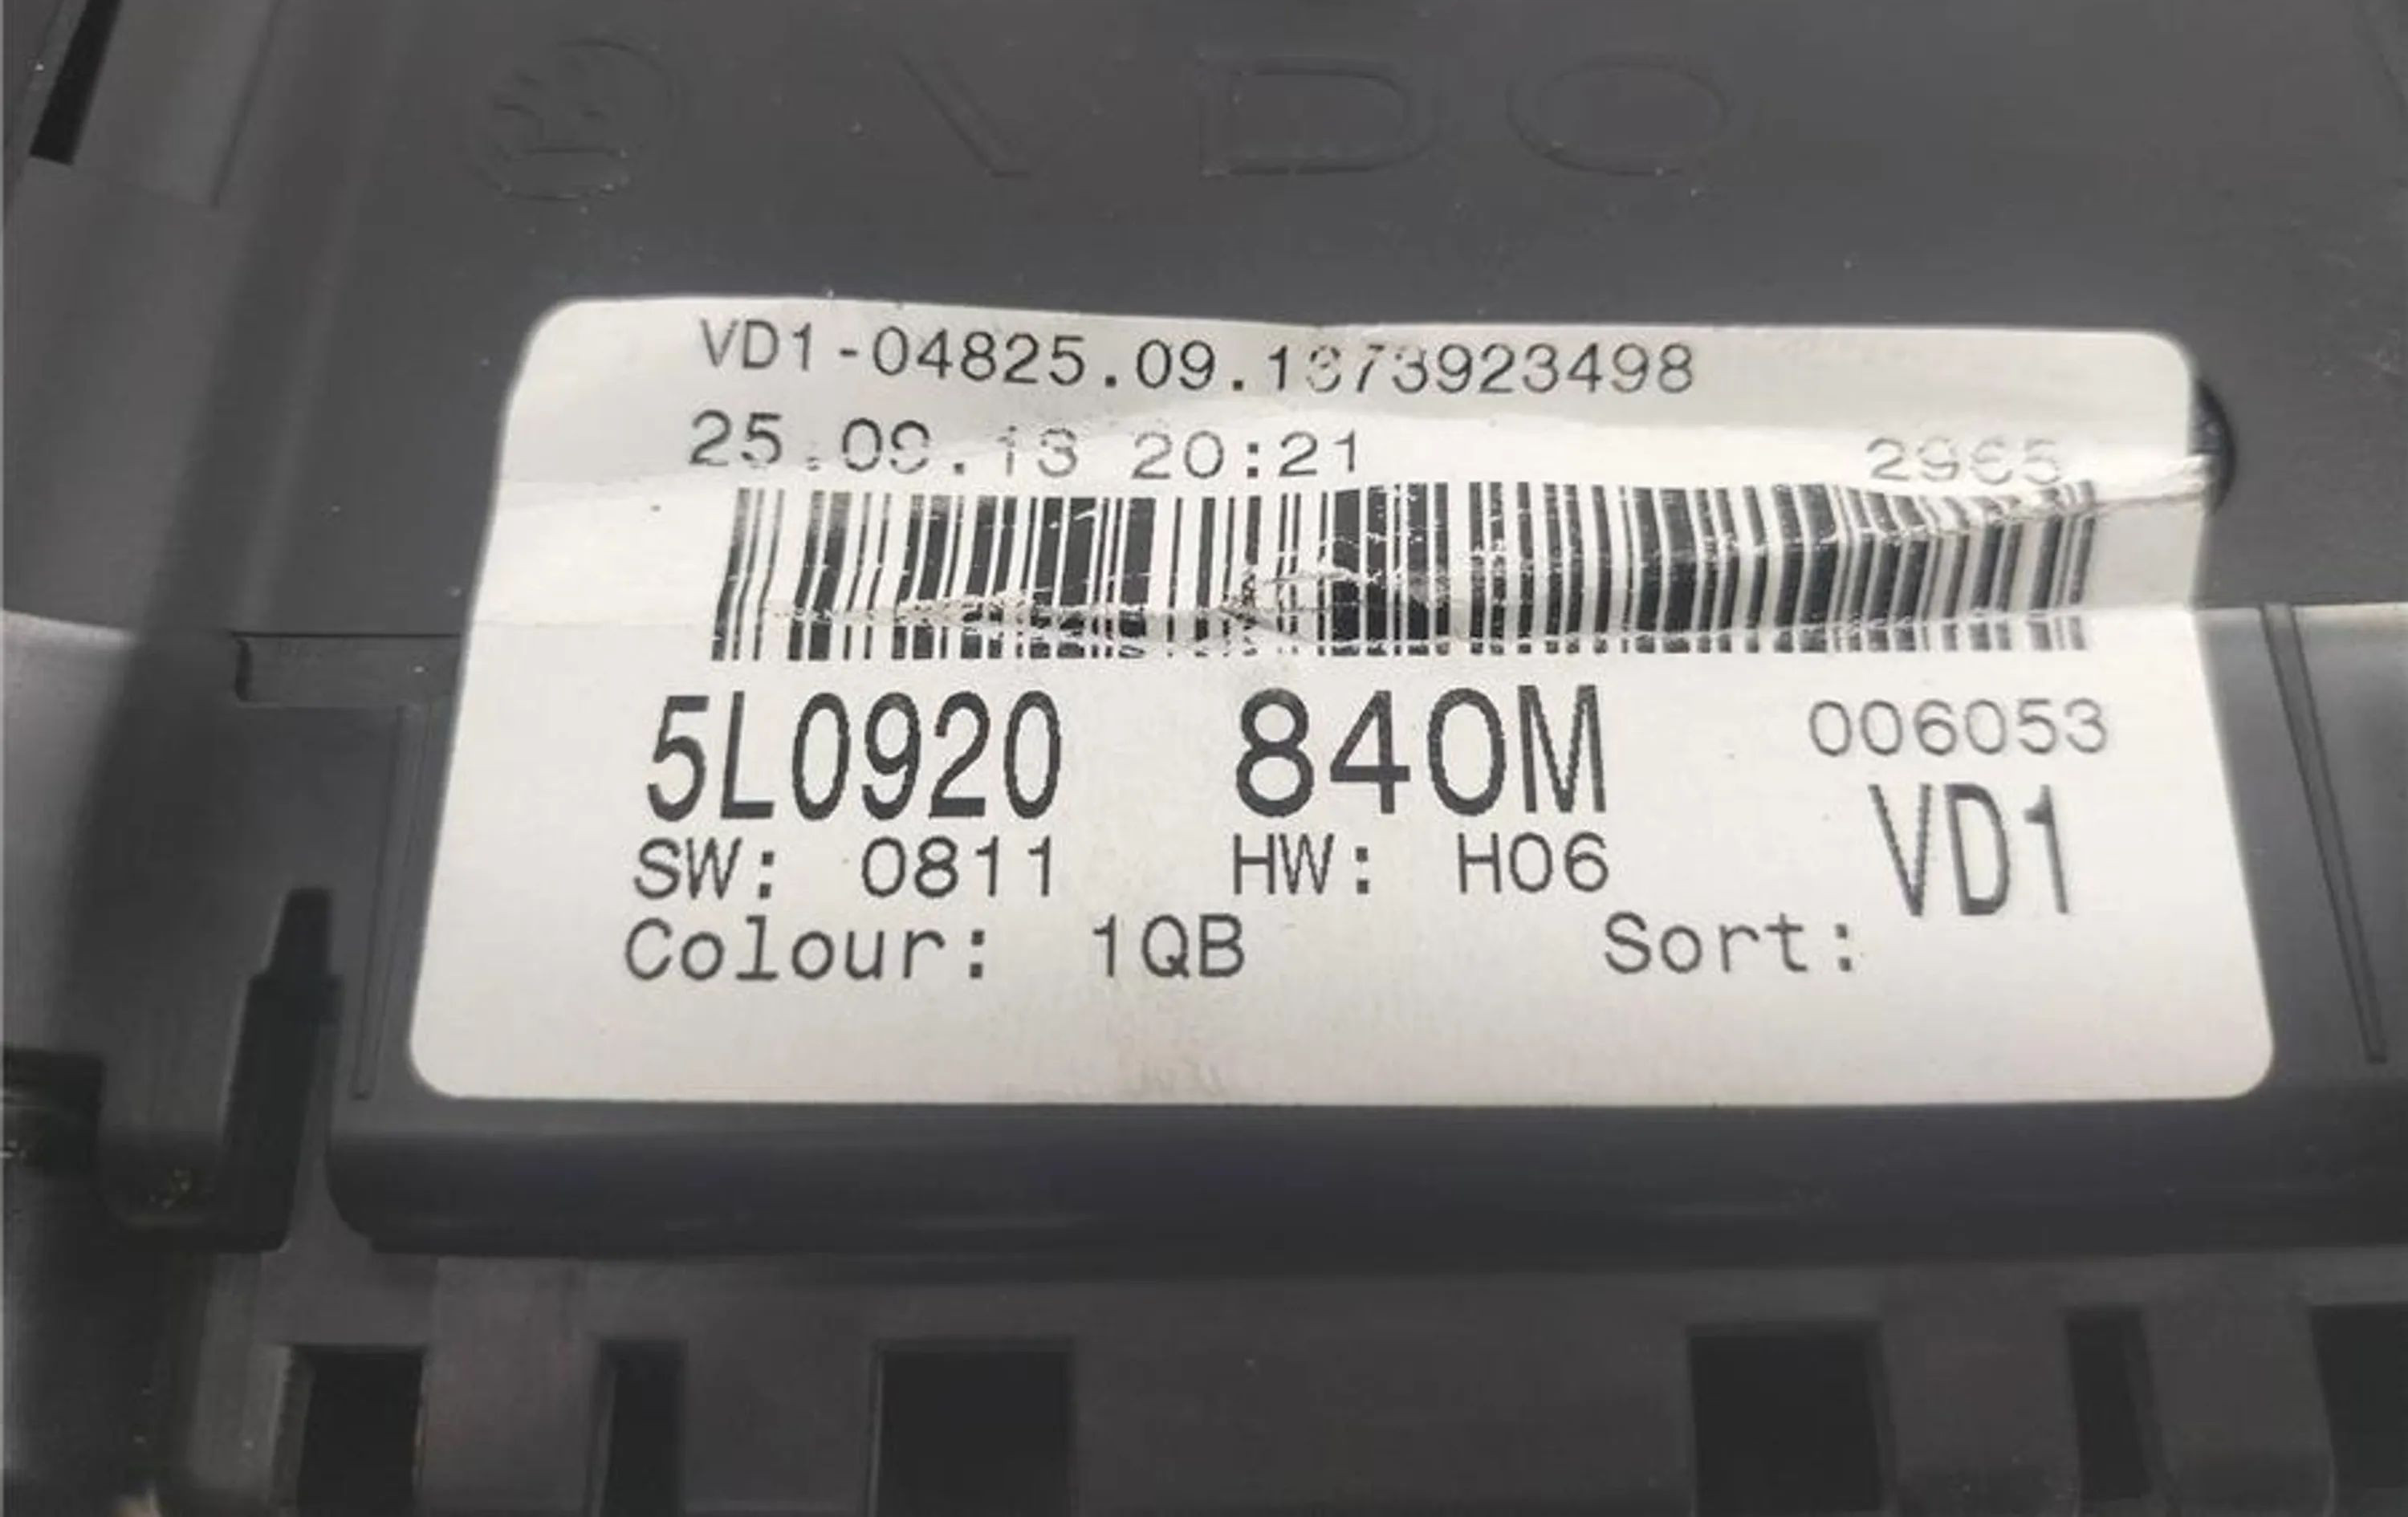 VDO
VD1-04825.09.1373923498
25.09.13 20:21 2965
5L0920 840M 006053
SW: 0811 HW: H06 VD1
Colour: 1QB Sort: